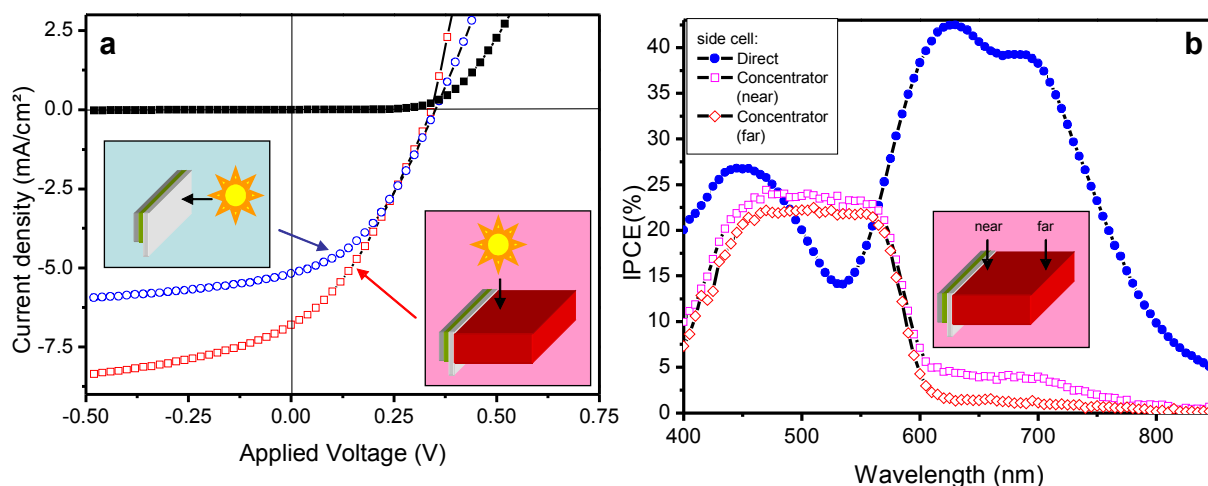 a
Current density (mA/cm²)
2.5
0.0
-2.5
-5.0
-7.5
-0.50
-0.25
0.00
0.25
0.50
0.75
Applied Voltage (V)
b
side cell:
Direct
Concentrator
(near)
Concentrator
(far)
near
far
IPCE(%)
40
35
30
25
20
15
10
5
0
400
500
600
700
800
Wavelength (nm)